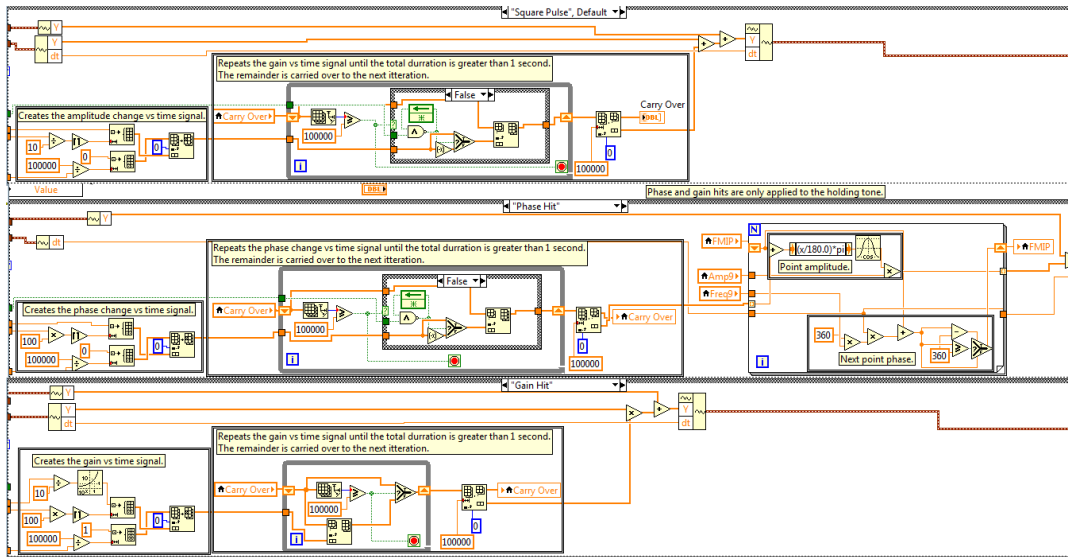 "Square Pulse", Default
Y
Y
dt
Y
dt
Repeats the gain vs time signal until the total durration is greater than 1 second.
The remainder is carried over to the next itteration.
False
Creates the amplitude change vs time signal.
Carry Over
Carry Over
DBL
100000
10
0
0
100000
i
100000
0
Value
DBL
Phase and gain hits are only applied to the holding tone.
"Phase Hit"
Y
dt
Repeats the phase change vs time signal until the total durration is greater than 1 second.
The remainder is carried over to the next itteration.
False
Creates the phase change vs time signal.
Carry Over
Carry Over
100000
100
0
0
100000
i
100000
0
N
FMIP
(x/180.0)*pi
cos
FMIP
Point amplitude.
Amp9
Freq9
360
360
Next point phase.
i
"Gain Hit"
Y
Y
dt
Y
dt
Repeats the gain vs time signal until the total durration is greater than 1 second.
The remainder is carried over to the next itteration.
Creates the gain vs time signal.
Carry Over
Carry Over
100000
10
100
1
0
100000
i
100000
0